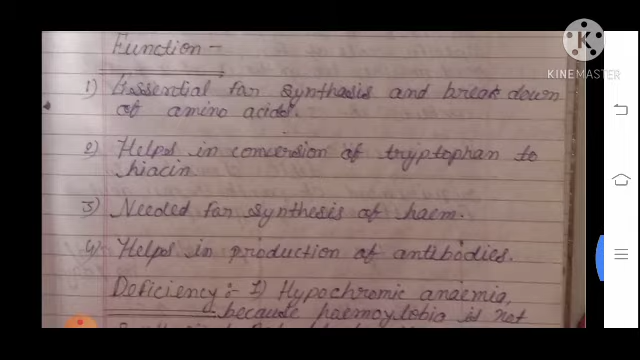 Function -
KINEMASTER
1) Essential for synthesis and break down
of amino acids.
2) Helps in conversion of tryptophan to
niacin.
3) Needed for synthesis of haem.
4) Helps in production of antibodies.
Deficiency :- 1) Hypochromic anaemia,
because haemoglobin is not